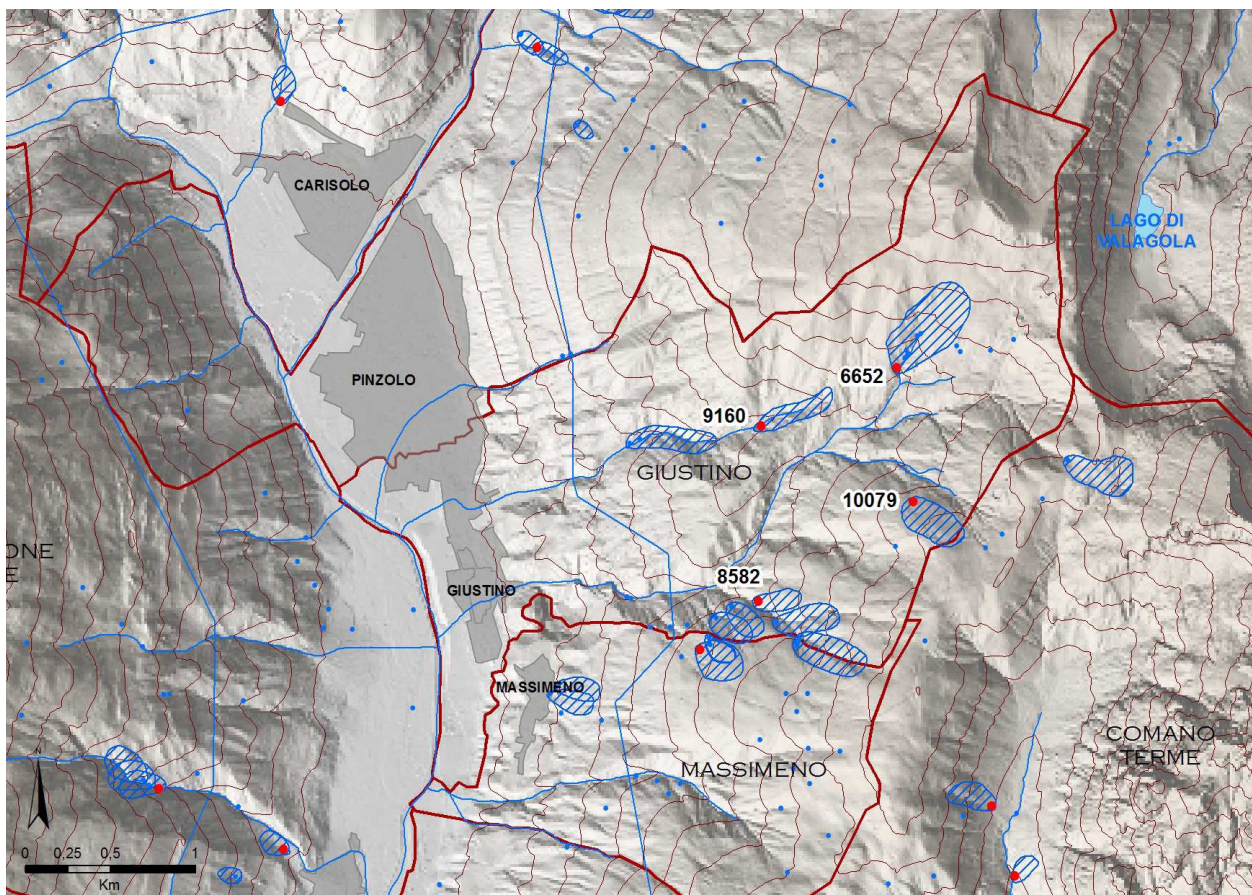 CARISOLO
LAGO DI
VALAGOLA
PINZOLO
6652
9160
GIUSTINO
10079
ONE
E
8582
GIUSTINO
MASSIMENO
COMANO
TERME
MASSIMENO
N
0 0,25 0,5 1
Km